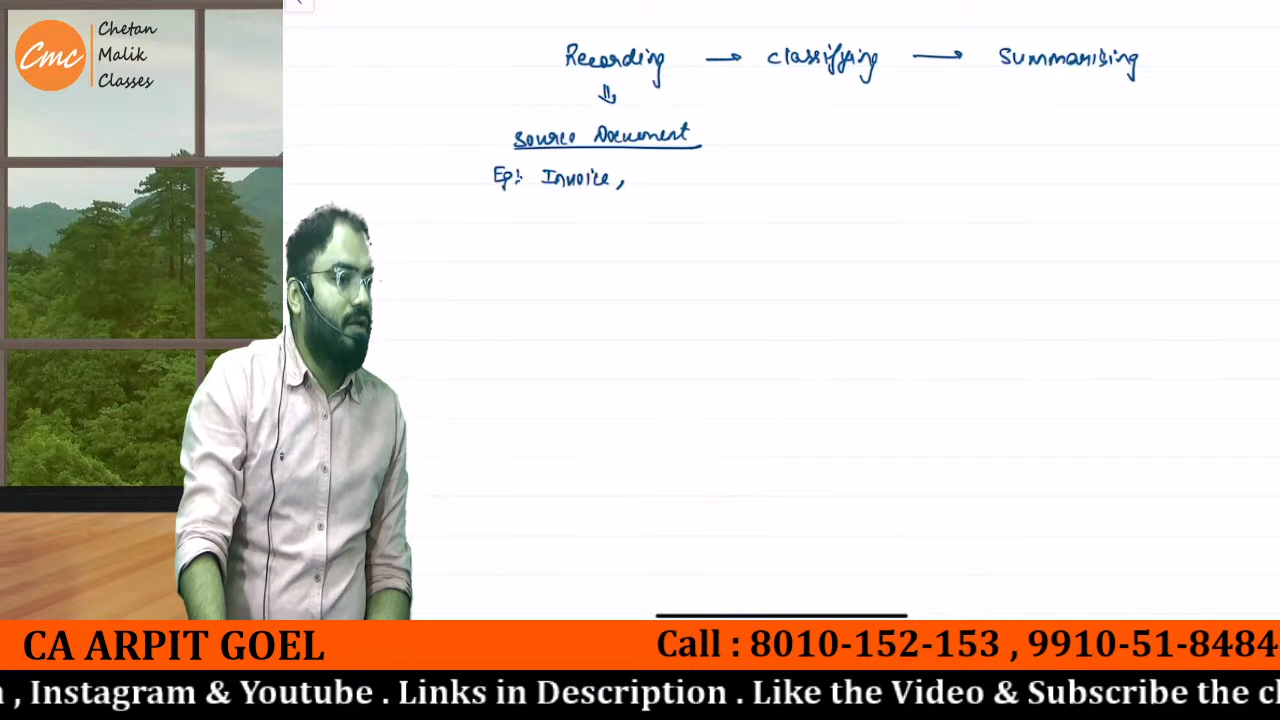 Cmc
Chetan
Malik
Classes
Recording → classifying → Summarising
Source Document
Eg: Invoice,
CA ARPIT GOEL
Call : 8010-152-153 , 9910-51-8484
, Instagram & Youtube . Links in Description . Like the Video & Subscribe the